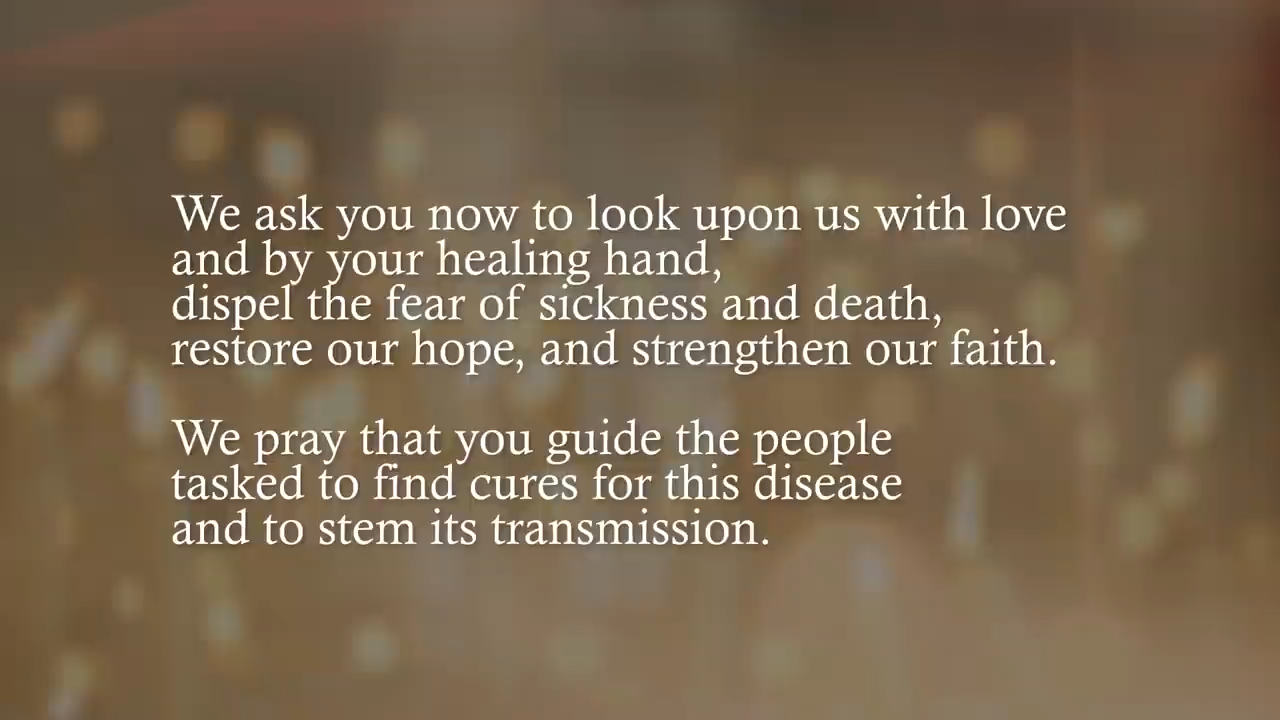 We ask you now to look upon us with love
and by your healing hand,
dispel the fear of sickness and death,
restore our hope, and strengthen our faith.
We pray that you guide the people
tasked to find cures for this disease
and to stem its transmission.